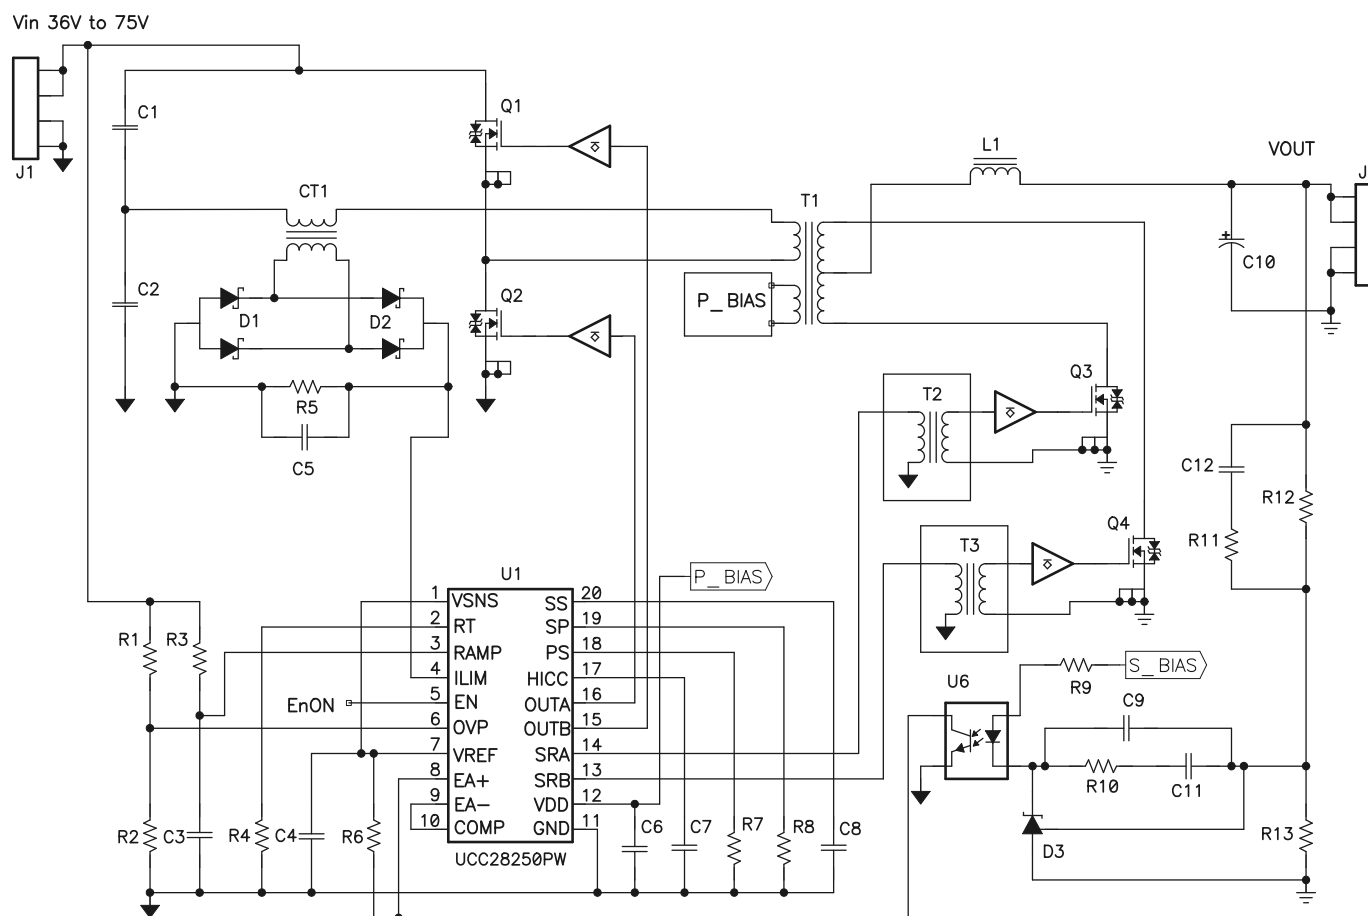 Vin 36V to 75V
J1
C1
Q1
L1
VOUT
J
CT1
T1
C10
C2
D1
D2
Q2
P_BIAS
R5
C5
T2
Q3
C12
R12
R11
T3
Q4
U1
P_BIAS
1 VSNS SS 20
2 RT SP 19
3 RAMP PS 18
4 ILIM HICC 17
5 EN OUTA 16
6 OVP OUTB 15
7 VREF SRA 14
8 EA+ SRB 13
9 EA- VDD 12
10 COMP GND 11
UCC28250PW
R1
R3
EnON
R2
C3
R4
C4
R6
C6
C7
R7
R8
C8
U6
R9
S_BIAS
C9
R10
C11
D3
R13
+